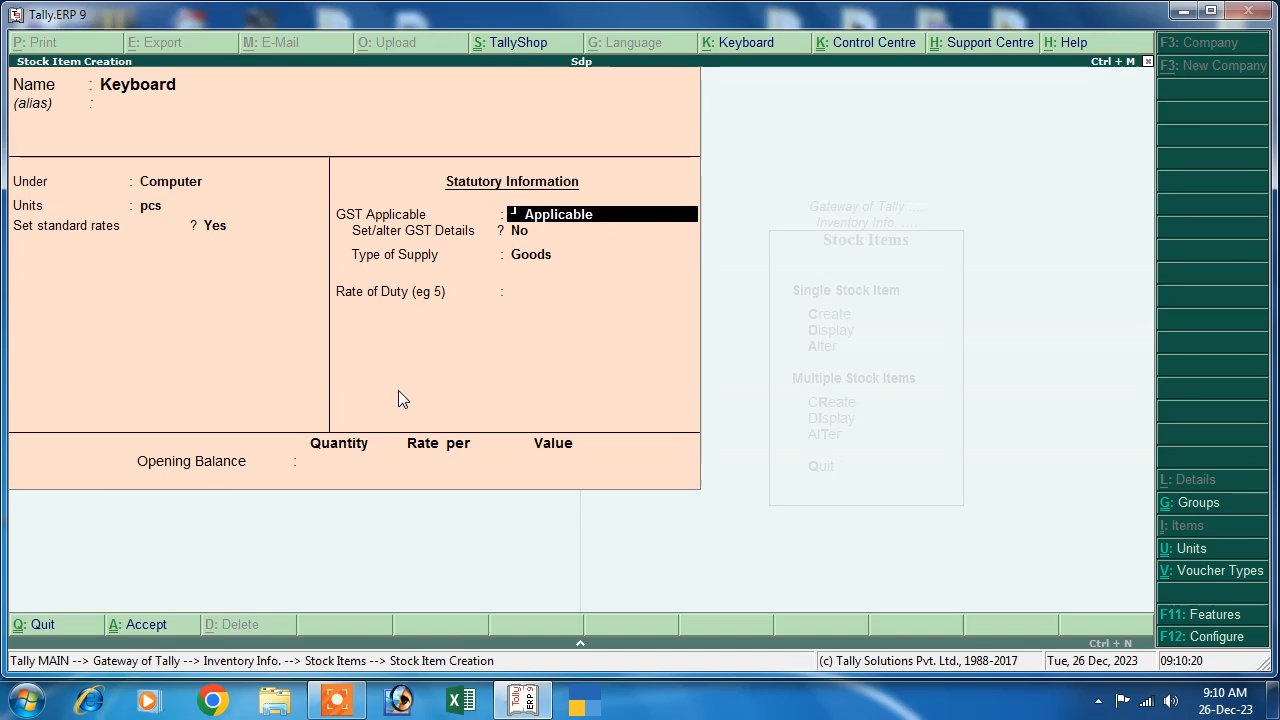 Tally.ERP 9
P: Print E: Export M: E-Mail O: Upload S: TallyShop G: Language K: Keyboard K: Control Centre H: Support Centre H: Help
Stock Item Creation Sdp Ctrl + M
Name : Keyboard
(alias) :
Under : Computer
Units : pcs
Set standard rates ? Yes
Statutory Information
GST Applicable : Applicable
Set/alter GST Details ? No
Type of Supply : Goods
Rate of Duty (eg 5) :
Quantity Rate per Value
Opening Balance :
Gateway of Tally .....
Inventory Info. ....
Stock Items
Single Stock Item
Create
Display
Alter
Multiple Stock Items
CReate
DIsplay
AlTer
Quit
F3: Company
F3: New Company
L: Details
G: Groups
I: Items
U: Units
V: Voucher Types
F11: Features
F12: Configure
Q: Quit A: Accept D: Delete
Ctrl + N
Tally MAIN --> Gateway of Tally --> Inventory Info. --> Stock Items --> Stock Item Creation (c) Tally Solutions Pvt. Ltd., 1988-2017 Tue, 26 Dec, 2023 09:10:20
Tally ERP 9
9:10 AM
26-Dec-23